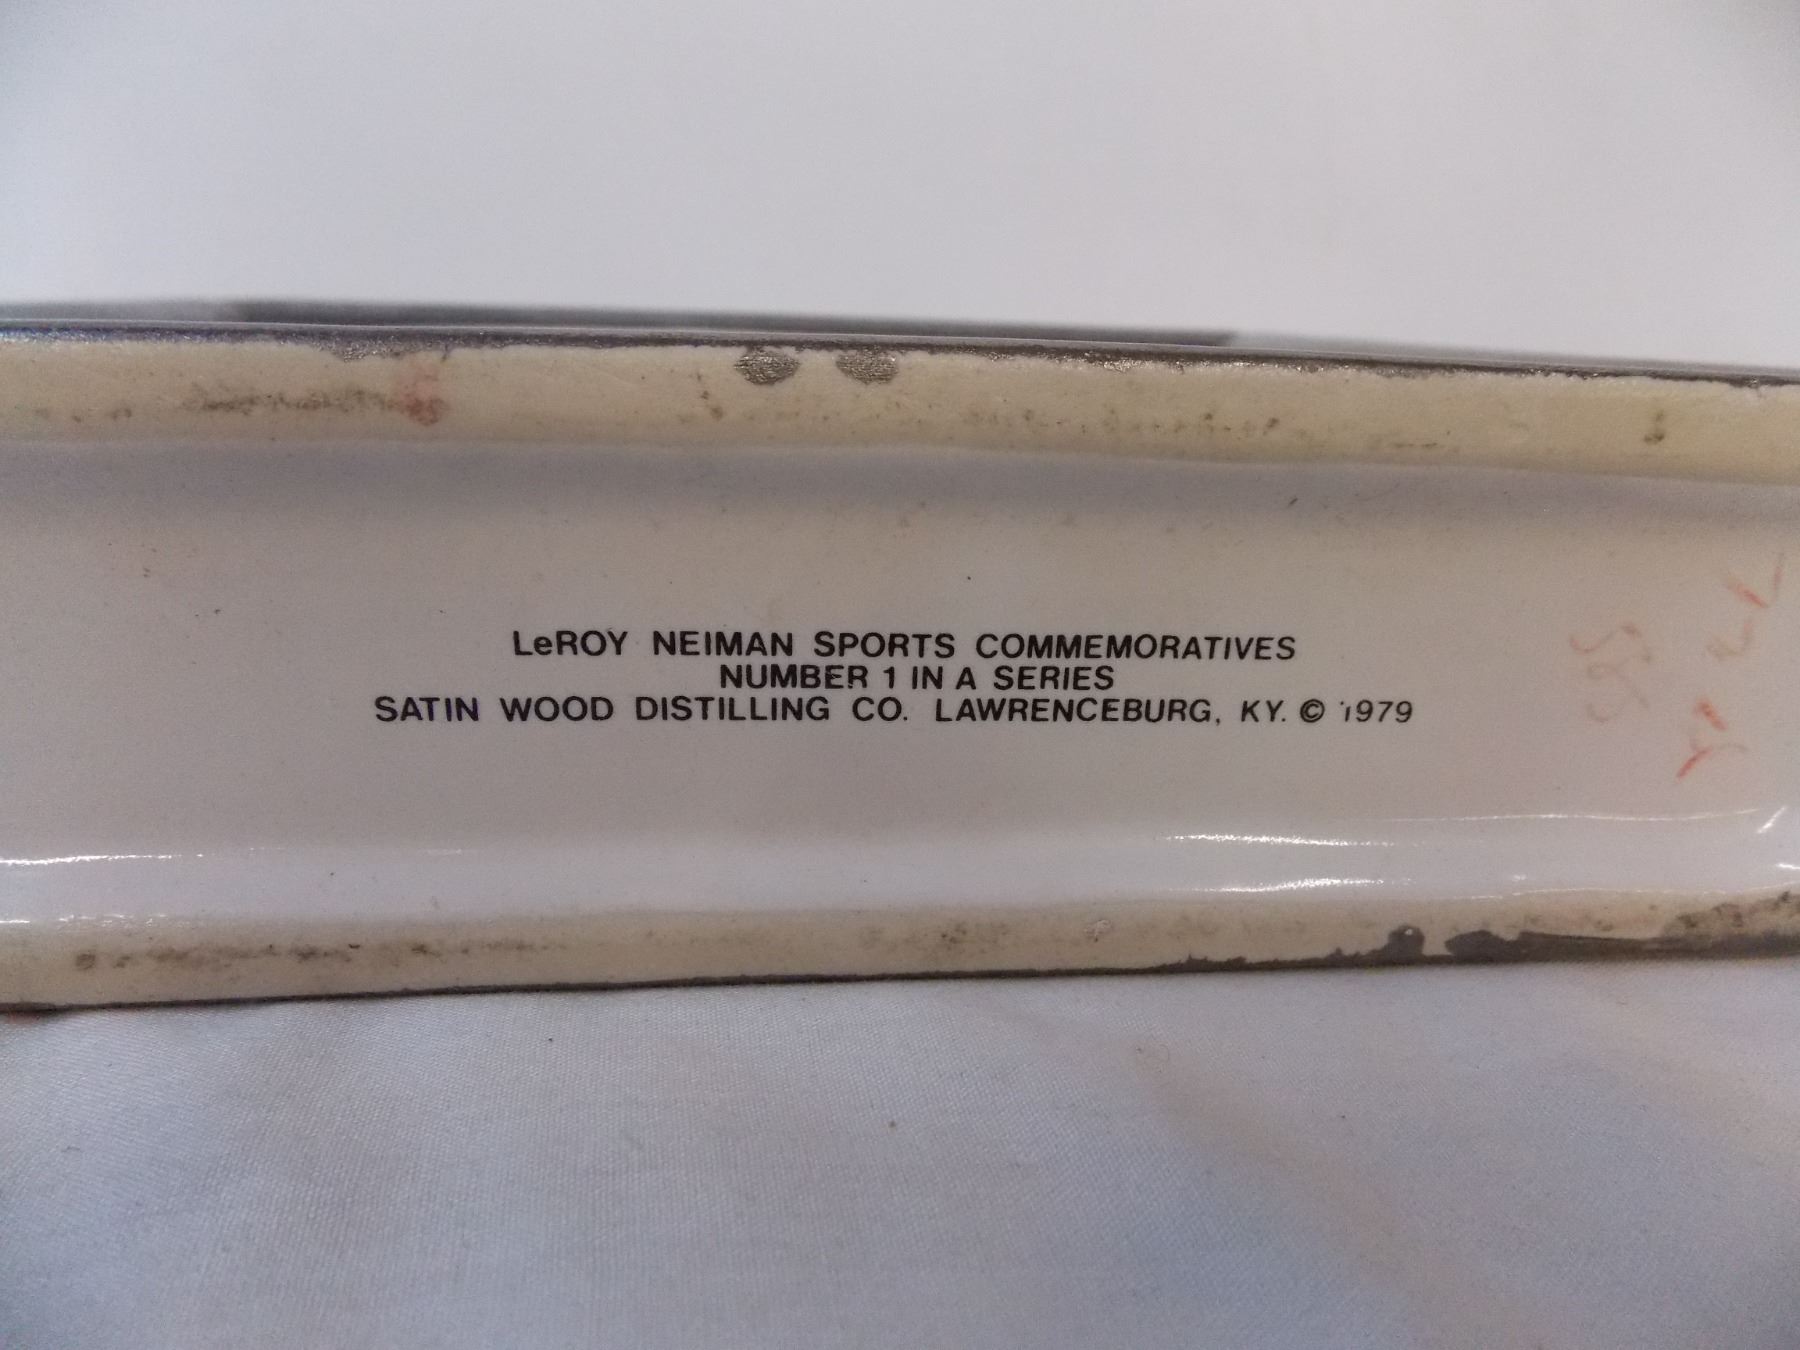 LeROY NEIMAN SPORTS COMMEMORATIVES
NUMBER 1 IN A SERIES
SATIN WOOD DISTILLING CO. LAWRENCEBURG, KY. © 1979